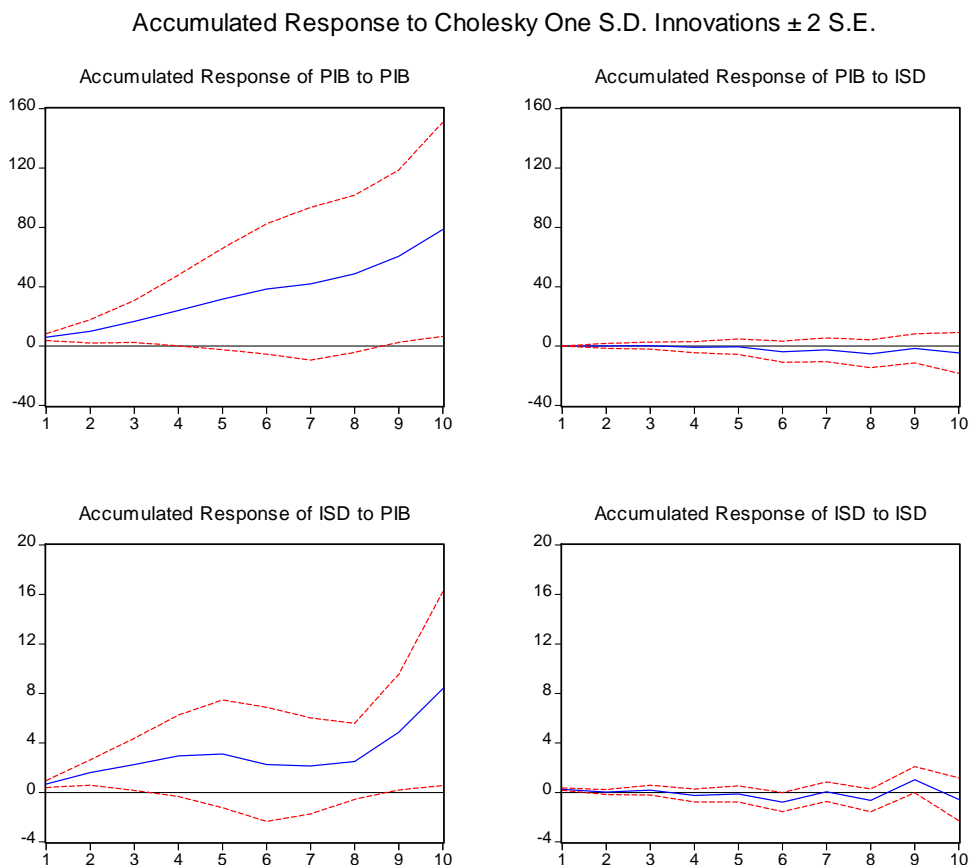 Accumulated Response to Cholesky One S.D. Innovations ± 2 S.E.
Accumulated Response of PIB to PIB
160
120
80
40
0
-40
1 2 3 4 5 6 7 8 9 10
Accumulated Response of PIB to ISD
160
120
80
40
0
-40
1 2 3 4 5 6 7 8 9 10
Accumulated Response of ISD to PIB
20
16
12
8
4
0
-4
1 2 3 4 5 6 7 8 9 10
Accumulated Response of ISD to ISD
20
16
12
8
4
0
-4
1 2 3 4 5 6 7 8 9 10